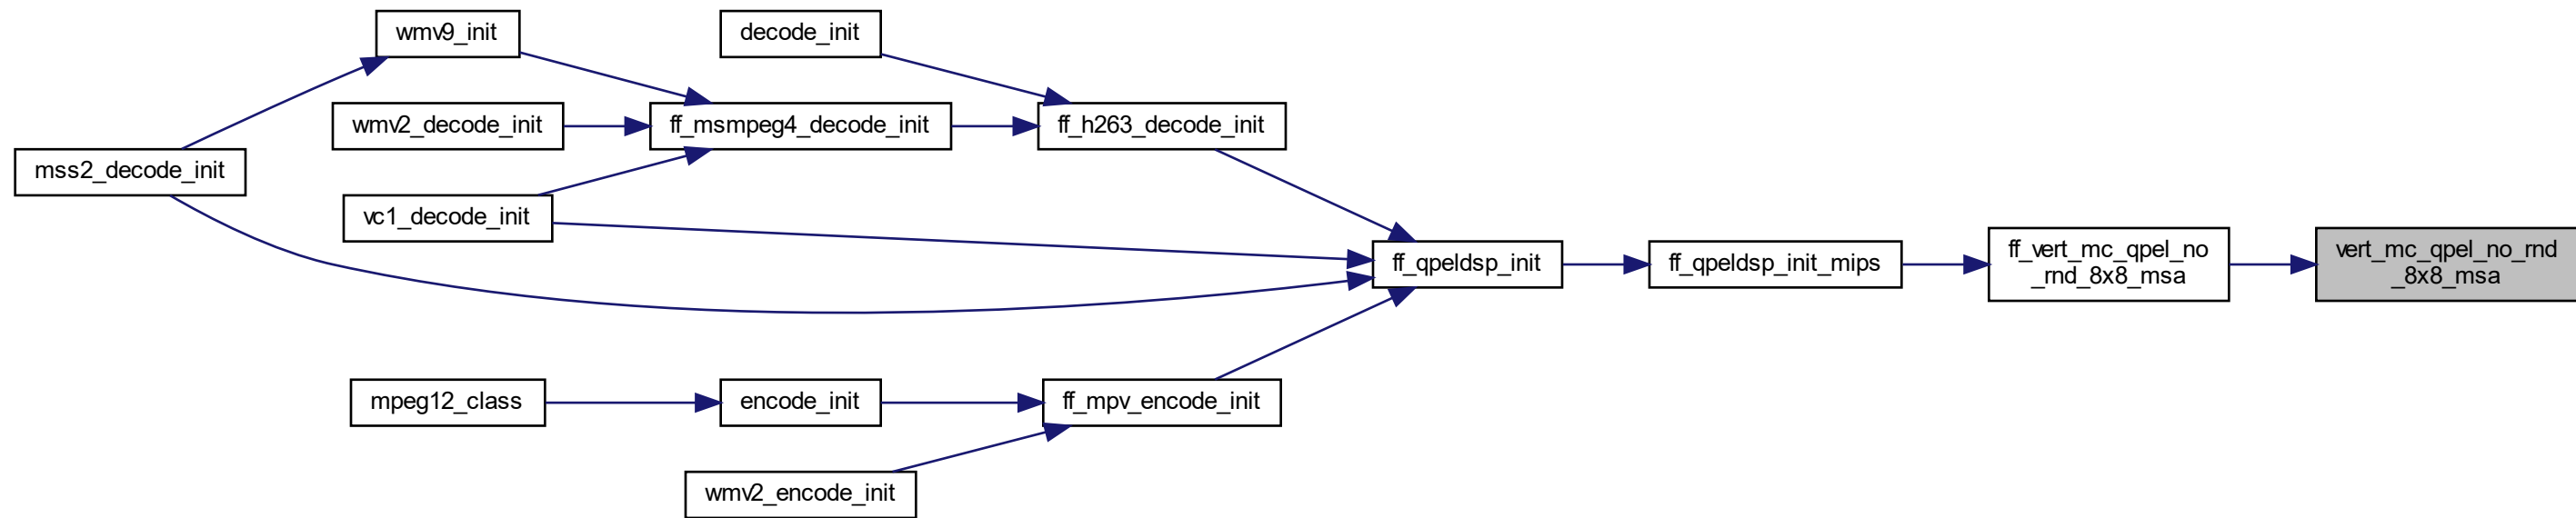 wmv9_init
decode_init
wmv2_decode_init
ff_msmpeg4_decode_init
ff_h263_decode_init
mss2_decode_init
vc1_decode_init
ff_qpeldsp_init
ff_qpeldsp_init_mips
ff_vert_mc_qpel_no
_rnd_8x8_msa
vert_mc_qpel_no_rnd
_8x8_msa
mpeg12_class
encode_init
ff_mpv_encode_init
wmv2_encode_init